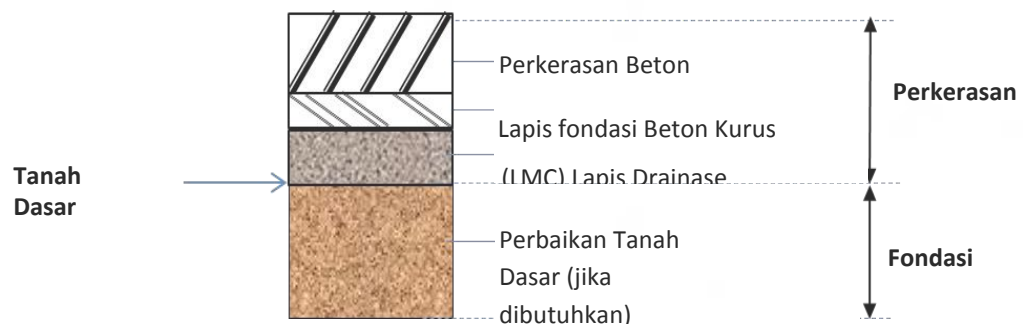 Perkerasan Beton
Perkerasan
Lapis fondasi Beton Kurus
(LMC) Lapis Drainase
Tanah
Dasar
Perbaikan Tanah
Dasar (jika
dibutuhkan)
Fondasi